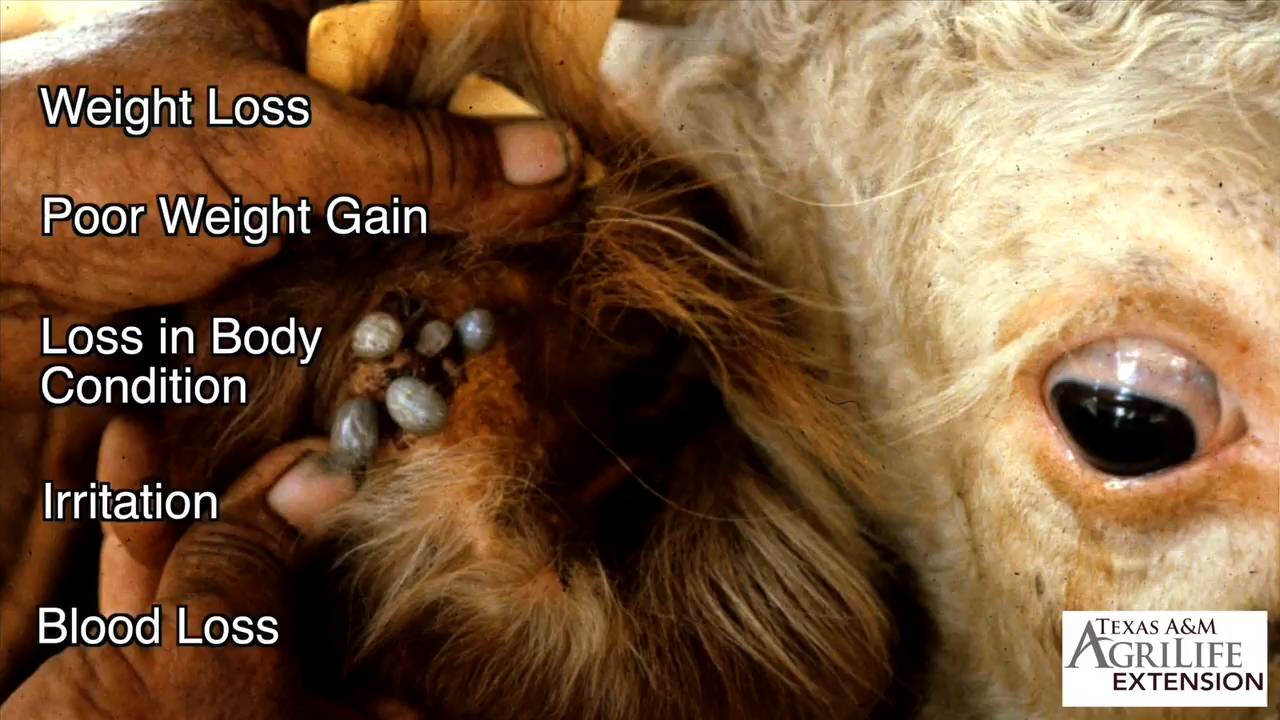 Weight Loss
Poor Weight Gain
Loss in Body
Condition
Irritation
Blood Loss
TEXAS A&M
AGRILIFE
EXTENSION